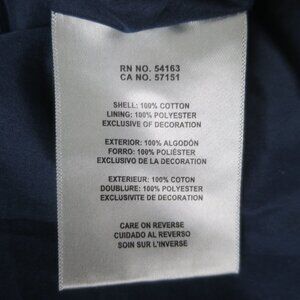 RN NO. 54163
CA NO. 57151
SHELL: 100% COTTON
LINING: 100% POLYESTER
EXCLUSIVE OF DECORATION
EXTERIOR: 100% ALGODÓN
FORRO: 100% POLIÉSTER
EXCLUSIVO DE LA DECORATION
EXTERIEUR: 100% COTON
DOUBLURE: 100% POLYESTER
EXCLUSIVITE DE DECORATION
CARE ON REVERSE
CUIDADO AL REVERSO
SOIN SUR L'INVERSE